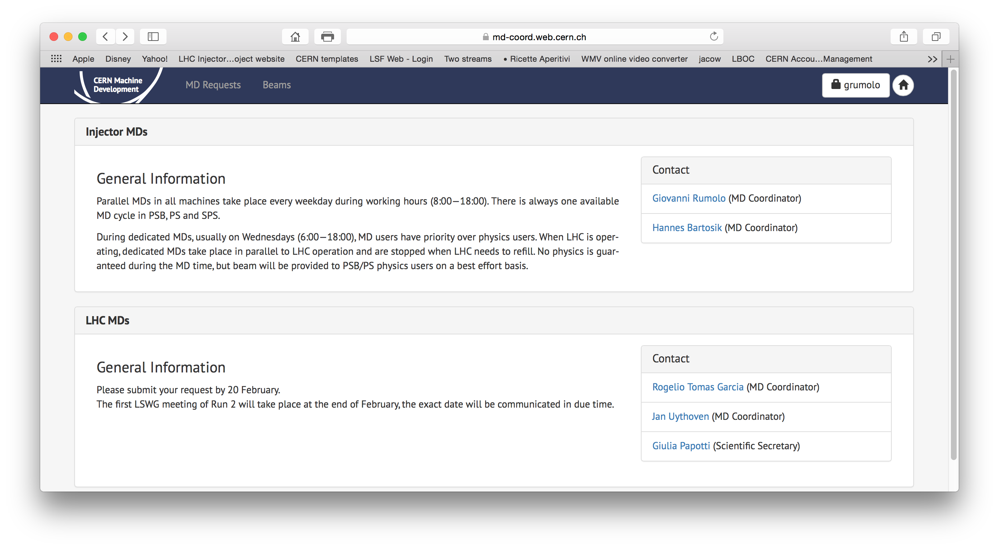 md-coord.web.cern.ch
Apple Disney Yahoo! LHC Injector...oject website CERN templates LSF Web - Login Two streams • Ricette Aperitivi WMV online video converter jacow LBOC CERN Accou...Management >>
CERN Machine
Development
MD Requests Beams
grumolo
Injector MDs
General Information
Parallel MDs in all machines take place every weekday during working hours (8:00—18:00). There is always one available
MD cycle in PSB, PS and SPS.
During dedicated MDs, usually on Wednesdays (6:00—18:00), MD users have priority over physics users. When LHC is oper-
ating, dedicated MDs take place in parallel to LHC operation and are stopped when LHC needs to refill. No physics is guar-
anteed during the MD time, but beam will be provided to PSB/PS physics users on a best effort basis.
Contact
Giovanni Rumolo (MD Coordinator)
Hannes Bartosik (MD Coordinator)
LHC MDs
General Information
Please submit your request by 20 February.
The first LSWG meeting of Run 2 will take place at the end of February, the exact date will be communicated in due time.
Contact
Rogelio Tomas Garcia (MD Coordinator)
Jan Uythoven (MD Coordinator)
Giulia Papotti (Scientific Secretary)